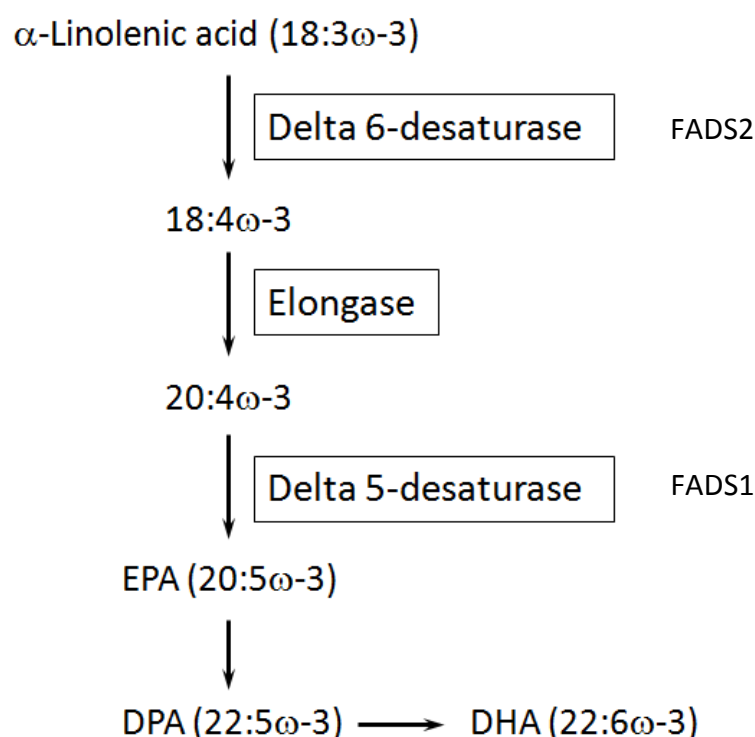 α-Linolenic acid (18:3ω-3)
Delta 6-desaturase FADS2
18:4ω-3
Elongase
20:4ω-3
Delta 5-desaturase FADS1
EPA (20:5ω-3)
DPA (22:5ω-3) DHA (22:6ω-3)